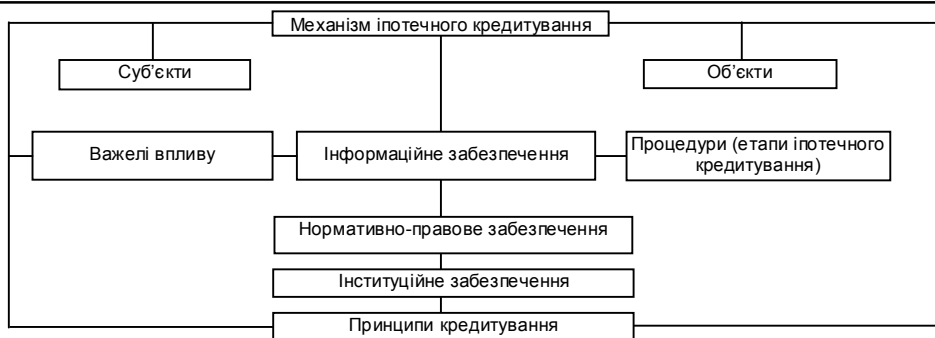 Механізм іпотечного кредитування
Суб’єкти
Об’єкти
Важелі впливу
Інформаційне забезпечення
Процедури (етапи іпотечного
кредитування)
Нормативно-правове забезпечення
Інституційне забезпечення
Принципи кредитування